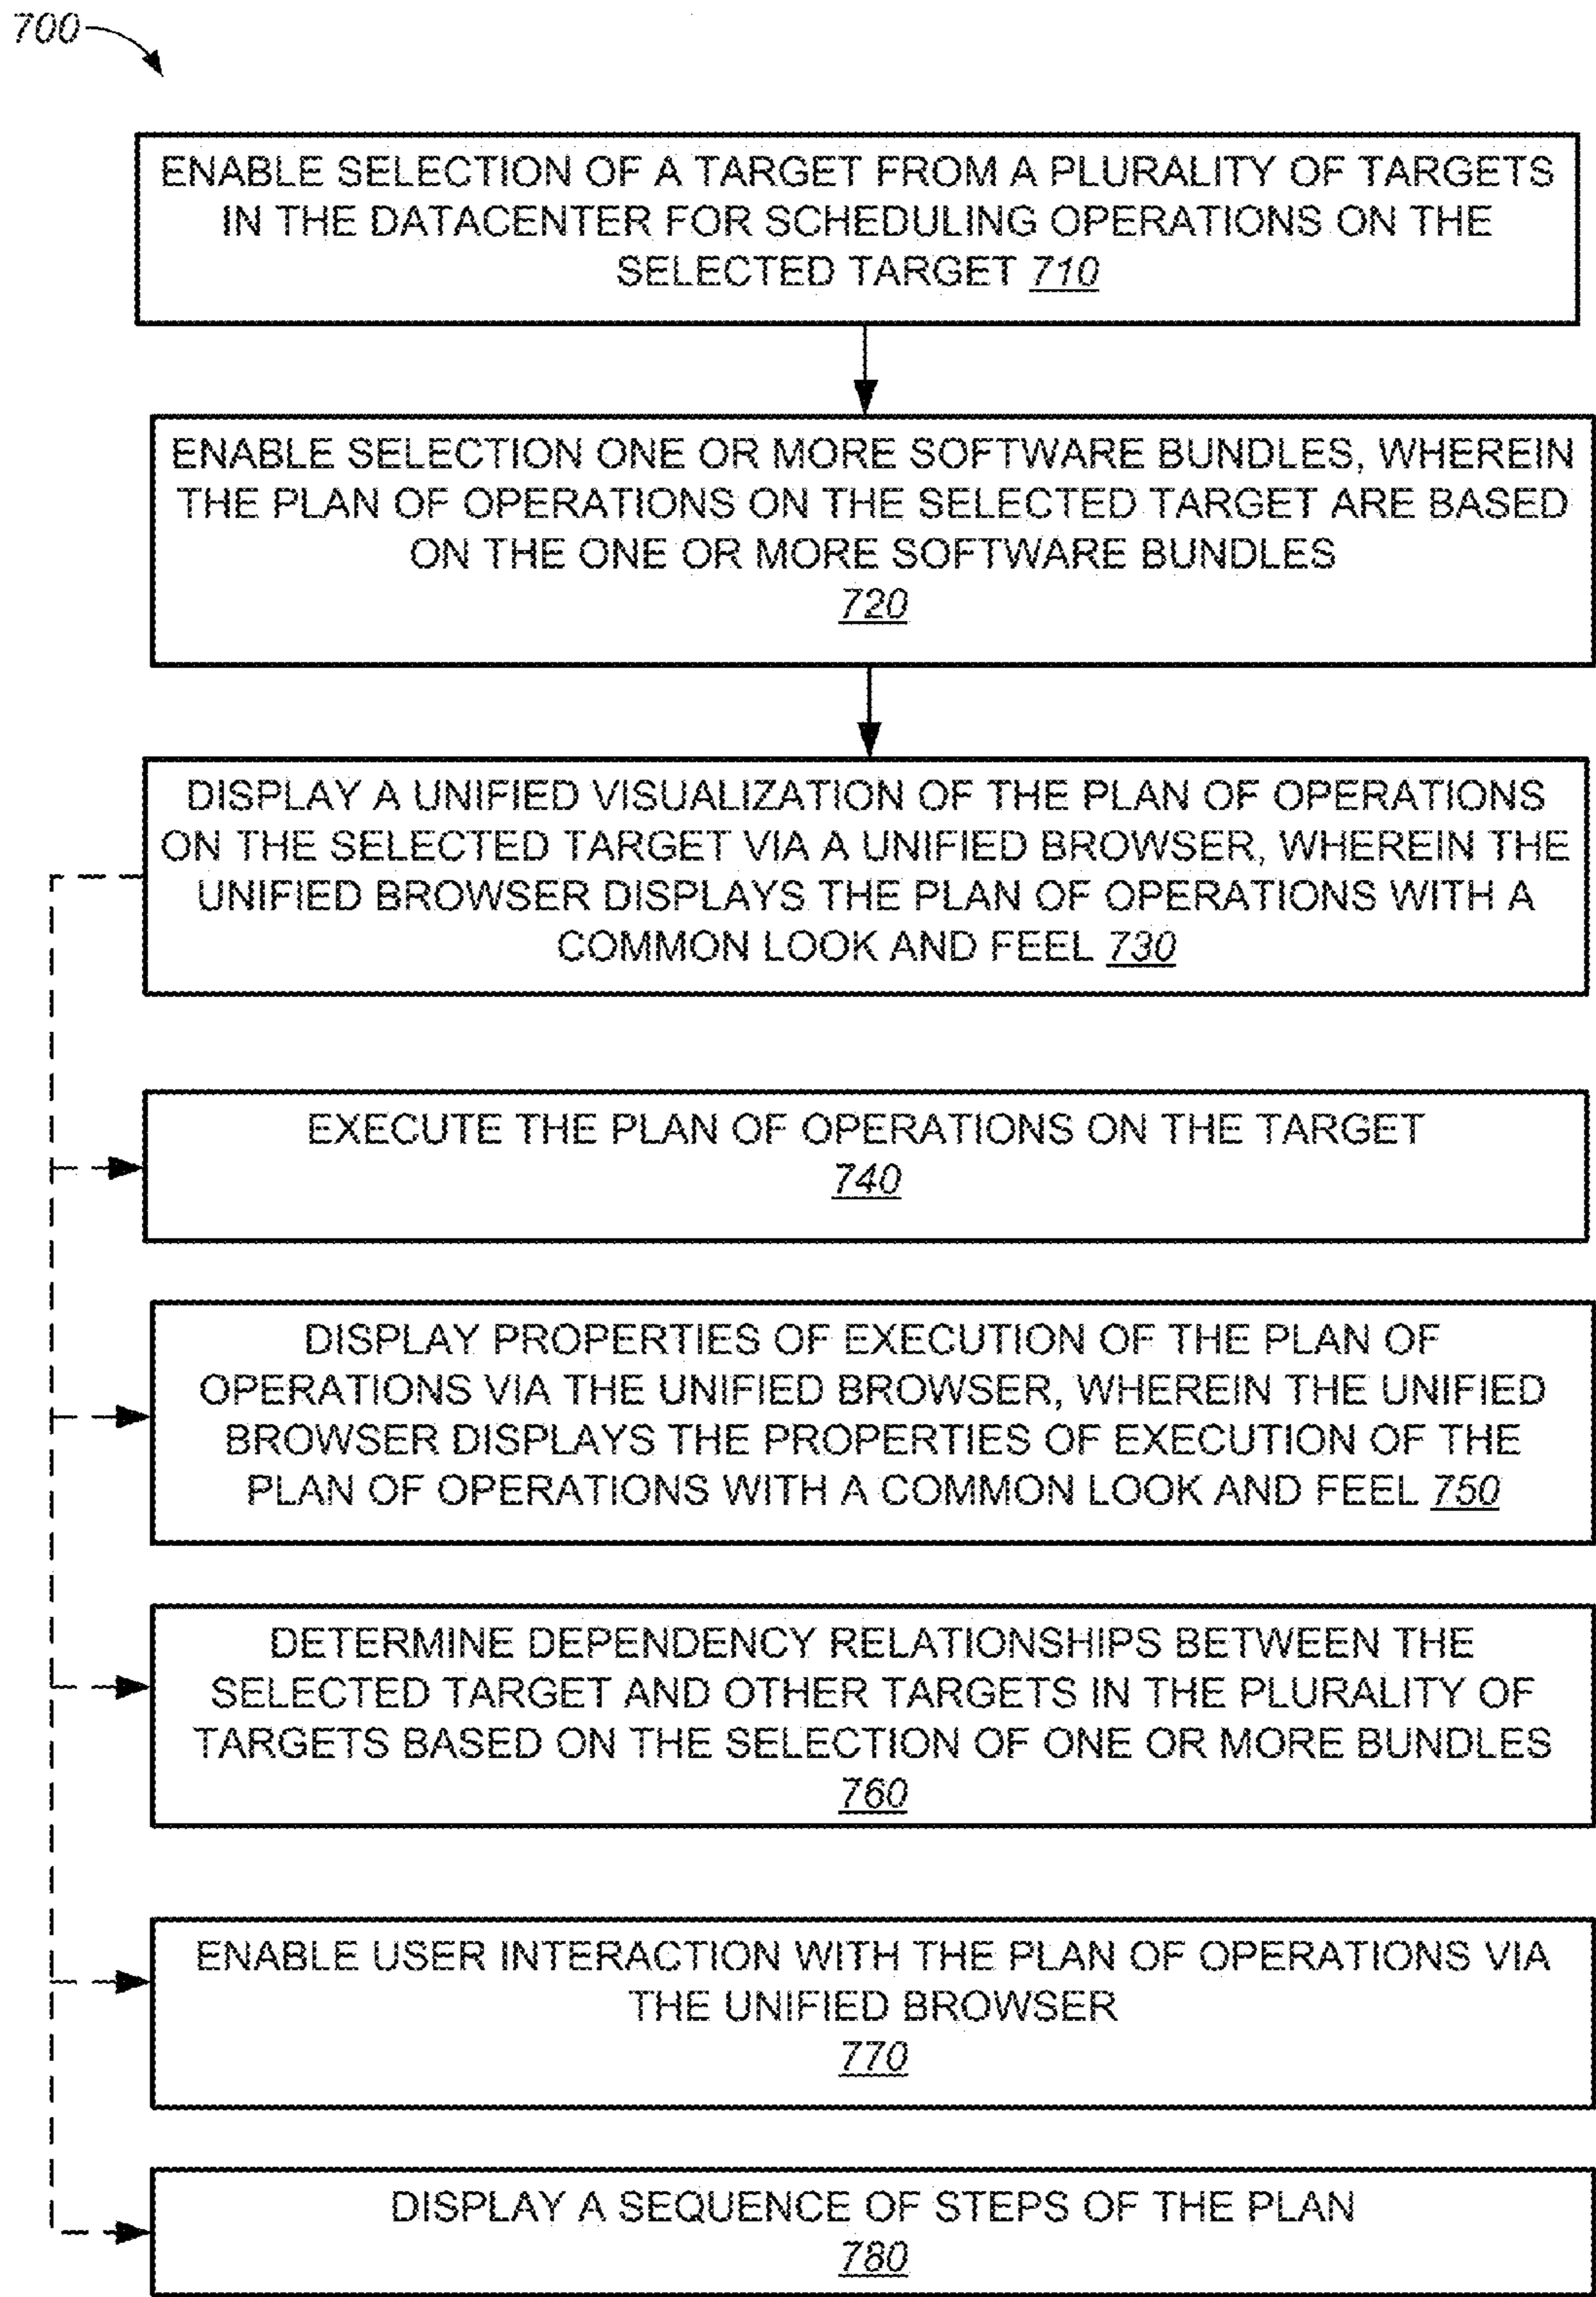 700
ENABLE SELECTION OF A TARGET FROM A PLURALITY OF TARGETS
IN THE DATACENTER FOR SCHEDULING OPERATIONS ON THE
SELECTED TARGET 710
ENABLE SELECTION ONE OR MORE SOFTWARE BUNDLES, WHEREIN
THE PLAN OF OPERATIONS ON THE SELECTED TARGET ARE BASED
ON THE ONE OR MORE SOFTWARE BUNDLES
720
DISPLAY A UNIFIED VISUALIZATION OF THE PLAN OF OPERATIONS
ON THE SELECTED TARGET VIA A UNIFIED BROWSER, WHEREIN THE
UNIFIED BROWSER DISPLAYS THE PLAN OF OPERATIONS WITH A
COMMON LOOK AND FEEL 730
EXECUTE THE PLAN OF OPERATIONS ON THE TARGET
740
DISPLAY PROPERTIES OF EXECUTION OF THE PLAN OF
OPERATIONS VIA THE UNIFIED BROWSER, WHEREIN THE UNIFIED
BROWSER DISPLAYS THE PROPERTIES OF EXECUTION OF THE
PLAN OF OPERATIONS WITH A COMMON LOOK AND FEEL 750
DETERMINE DEPENDENCY RELATIONSHIPS BETWEEN THE
SELECTED TARGET AND OTHER TARGETS IN THE PLURALITY OF
TARGETS BASED ON THE SELECTION OF ONE OR MORE BUNDLES
760
ENABLE USER INTERACTION WITH THE PLAN OF OPERATIONS VIA
THE UNIFIED BROWSER
770
DISPLAY A SEQUENCE OF STEPS OF THE PLAN
780